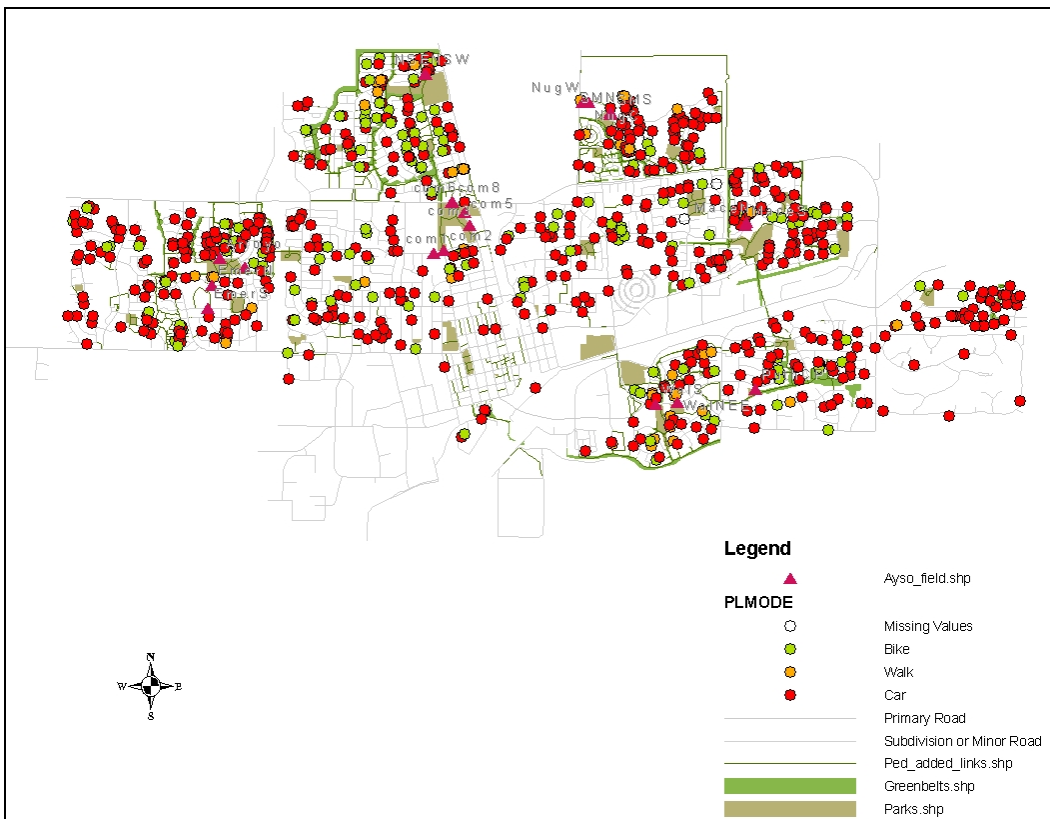 NugW
com8
com5
com2
EmerS
Legend
Ayso_field.shp
PLMODE
Missing Values
Bike
Walk
Car
Primary Road
Subdivision or Minor Road
Ped_added_links.shp
Greenbelts.shp
Parks.shp
N
W E
S